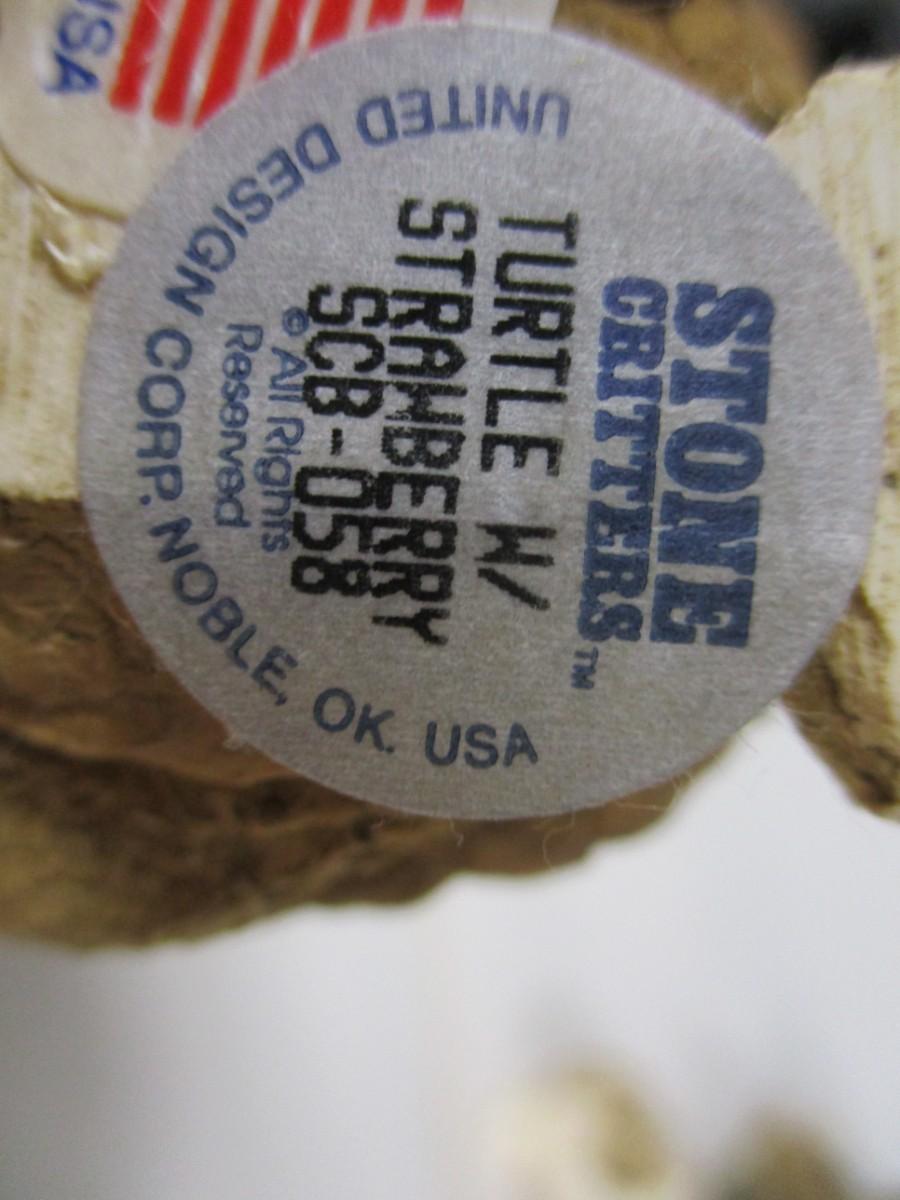 USA
STONE
CRITTERS™
TURTLE W/
STRAWBERRY
SCB-058
© All Rights
Reserved
UNITED DESIGN CORP. NOBLE, OK. USA